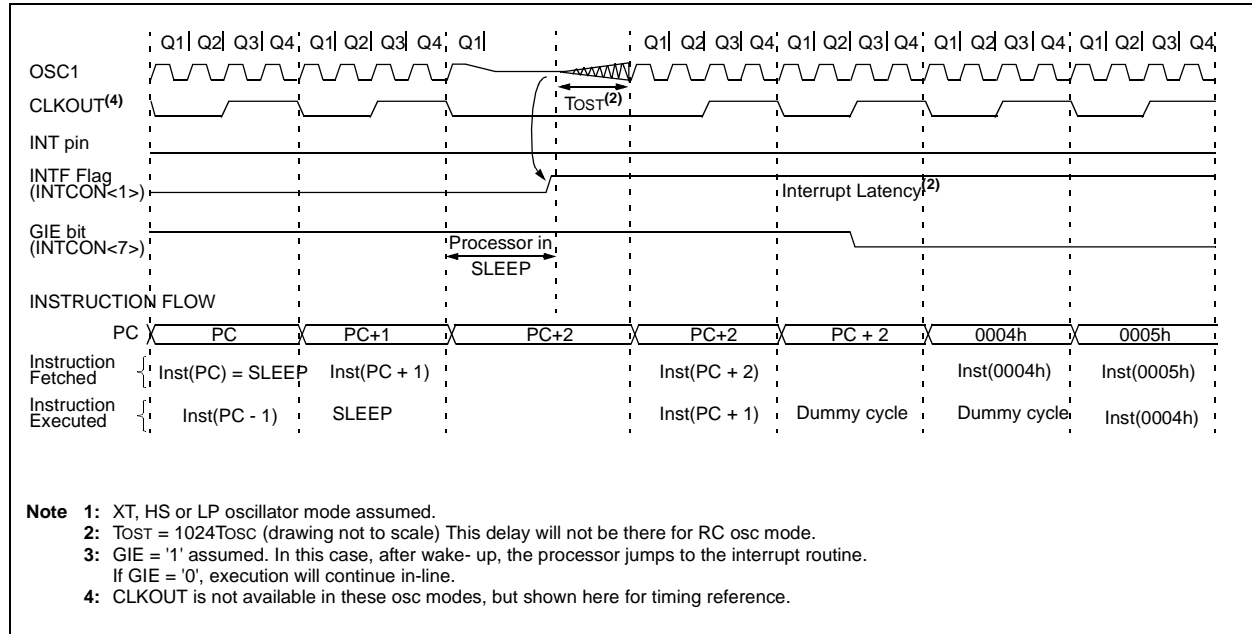 Q1 Q2 Q3 Q4 Q1 Q2 Q3 Q4 Q1 Q1 Q2 Q3 Q4 Q1 Q2 Q3 Q4 Q1 Q2 Q3 Q4 Q1 Q2 Q3 Q4
OSC1
CLKOUT(4)
TOST(2)
INT pin
INTF Flag
(INTCON<1>)
Interrupt Latency(2)
GIE bit
(INTCON<7>)
Processor in
SLEEP
INSTRUCTION FLOW
PC PC PC+1 PC+2 PC+2 PC + 2 0004h 0005h
Instruction
Fetched
Inst(PC) = SLEEP Inst(PC + 1) Inst(PC + 2) Inst(0004h) Inst(0005h)
Instruction
Executed
Inst(PC - 1) SLEEP Inst(PC + 1) Dummy cycle Dummy cycle Inst(0004h)
Note 1: XT, HS or LP oscillator mode assumed.
2: TOST = 1024TOSC (drawing not to scale) This delay will not be there for RC osc mode.
3: GIE = '1' assumed. In this case, after wake- up, the processor jumps to the interrupt routine.
If GIE = '0', execution will continue in-line.
4: CLKOUT is not available in these osc modes, but shown here for timing reference.